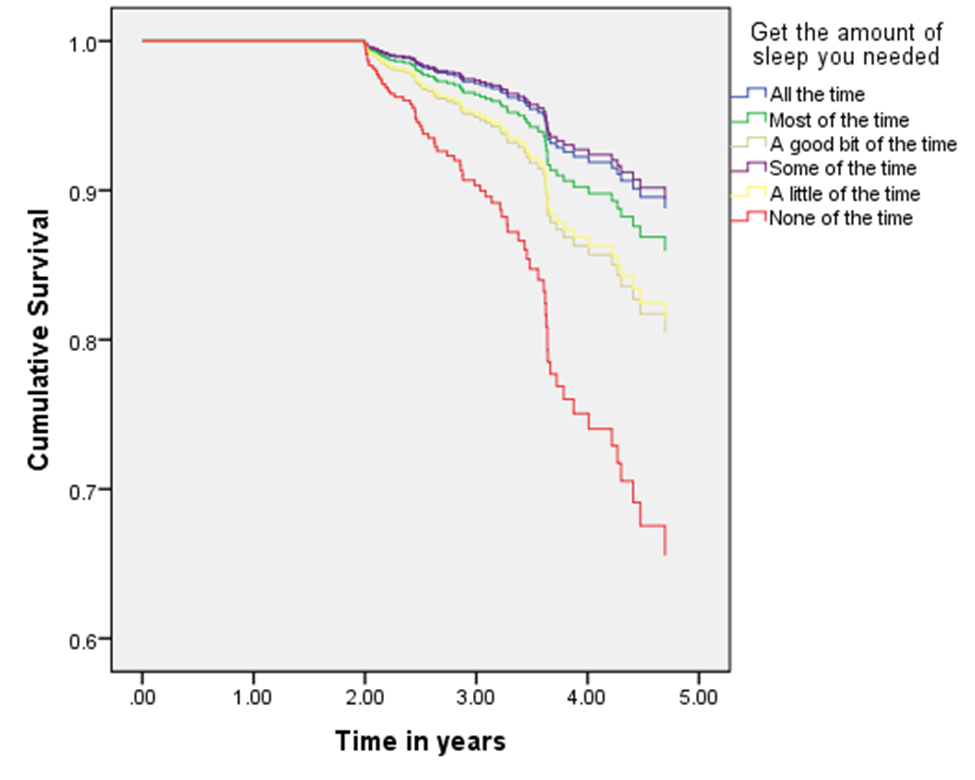 Get the amount of
sleep you needed
All the time
Most of the time
A good bit of the time
Some of the time
A little of the time
None of the time
Cumulative Survival
1.0
0.9
0.8
0.7
0.6
.00
1.00
2.00
3.00
4.00
5.00
Time in years